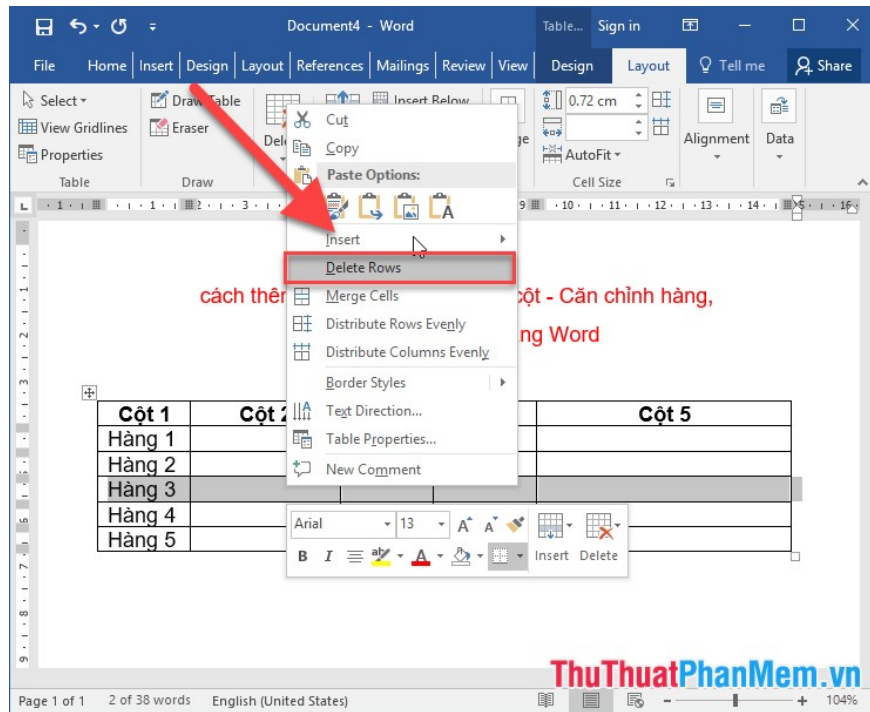 Document4 - Word
Table... Sign in
File Home Insert Design Layout References Mailings Review View Design Layout Tell me Share
Select
View Gridlines
Properties
Table
Draw Table
Eraser
Draw
Insert Below
0.72 cm
AutoFit
Cell Size
Alignment
Data
Cut
Copy
Paste Options:
Insert
Delete Rows
Merge Cells
Distribute Rows Evenly
Distribute Columns Evenly
Border Styles
Text Direction...
Table Properties...
New Comment
cách
cột - Căn chỉnh hàng,
Word
Cột 1 Cột 2 Cột 5
Hàng 1
Hàng 2
Hàng 3
Hàng 4
Hàng 5
Arial 13
Insert Delete
ThuThuatPhanMem.vn
Page 1 of 1 2 of 38 words English (United States) 104%